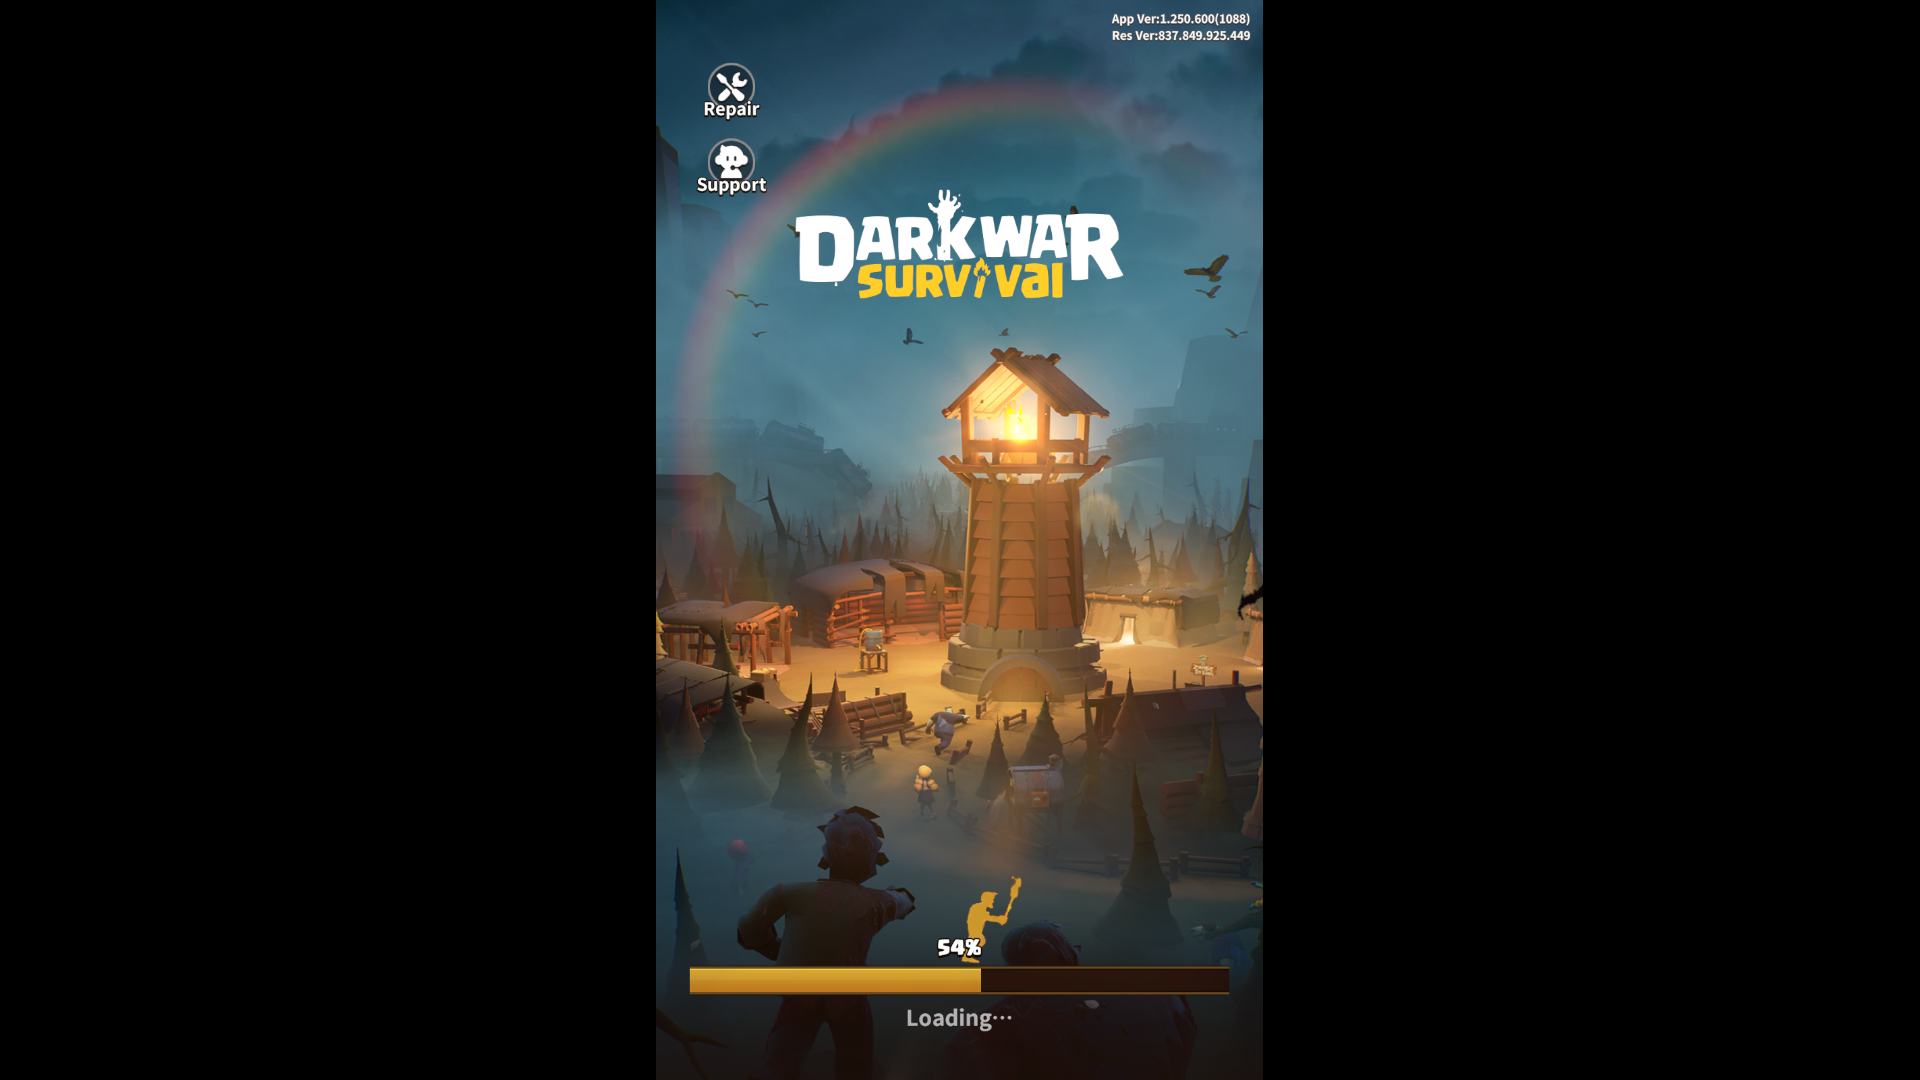 App Ver:1.250.600(1088)
Res Ver:837.849.925.449
Repair
Support
DARK WAR
SURVIVAL
54%
Loading···